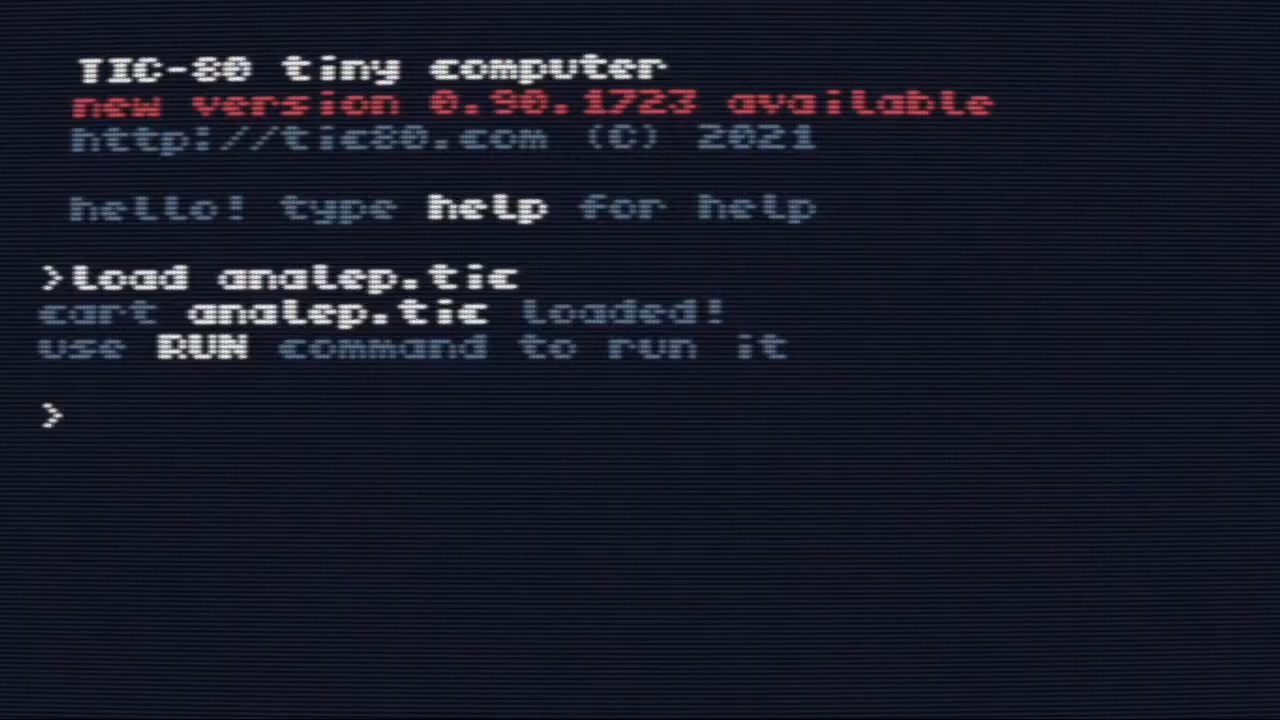 TIC-80 tiny computer
new version 0.90.1723 available
http://tic80.com (C) 2021
hello! type help for help
>load analep.tic
cart analep.tic loaded!
use RUN command to run it
>